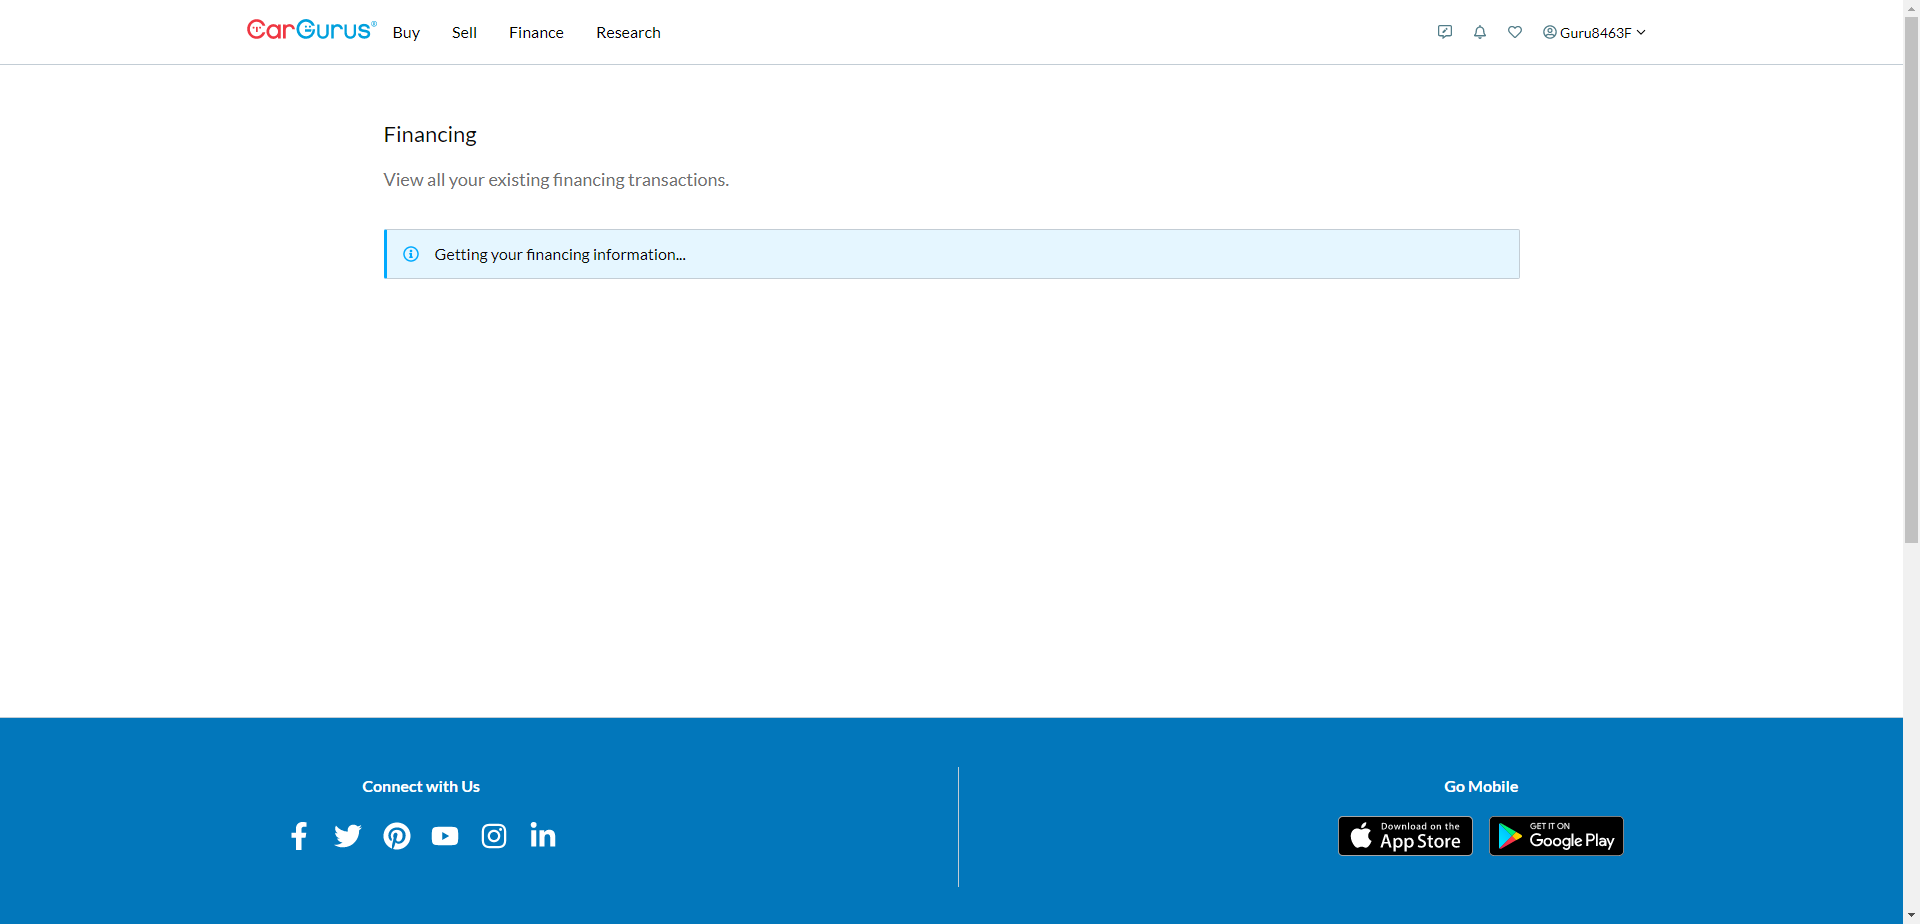 CarGurus®
Buy
Sell
Finance
Research
Guru8463F
Financing
View all your existing financing transactions.
Getting your financing information...
Connect with Us
Go Mobile
Download on the
App Store
GET IT ON
Google Play